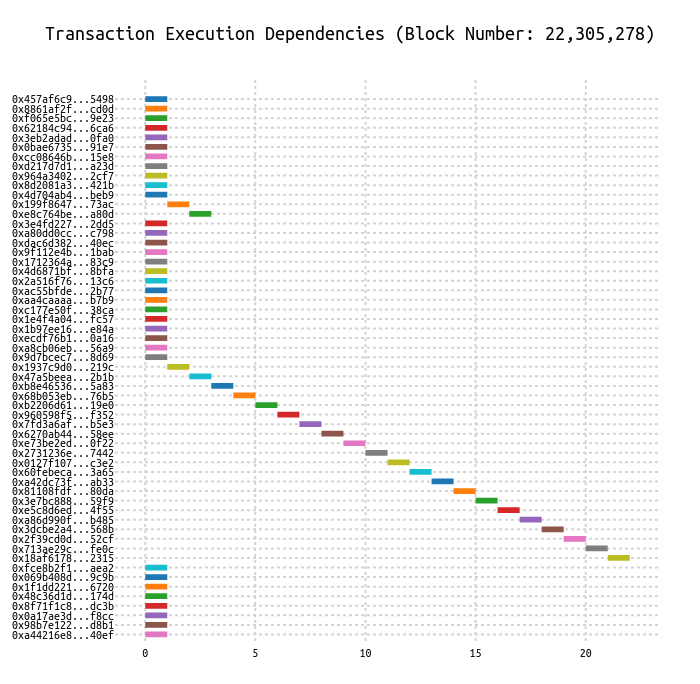 Transaction Execution Dependencies (Block Number: 22,305,278)
0x457af6c9...5498
0x8861af2f...cd0d
0xf065e5bc...9e23
0x62184c94...6ca6
0x3eb2adad...0fa0
0x0bae6735...91e7
0xcc08646b...15e8
0xd217d7d1...a23d
0x964a3402...2cf7
0x8d2081a3...421b
0x4d704ab4...beb9
0x199f8647...73ac
0xe8c764be...a80d
0x3e4fd227...2dd5
0xa80dd0cc...c798
0xdac6d382...40ec
0x9f112e4b...1bab
0x1712364a...83c9
0x4d6871bf...8bfa
0x2a516f76...13c6
0xac55bfde...2b77
0xaa4caaaa...b7b9
0xc177e50f...38ca
0x1e4f4a04...fc57
0x1b97ee16...e84a
0xecdf76b1...0a16
0xa8cb06eb...56a9
0x9d7bcec7...8d69
0x1937c9d0...219c
0x47a5beea...2b1b
0xb8e46536...5a83
0x68b053eb...76b5
0xb2206d61...19e0
0x960598f5...f352
0x7fd3a6af...b5e3
0x6270ab44...58ee
0xe73be2ed...0f22
0x2731236e...7442
0x0127f107...c3e2
0x60febeca...3a65
0xa42dc73f...ab33
0x81108fdf...80da
0x3e7bc888...59f9
0xe5c8d6ed...4f55
0xa86d990f...b485
0x3dcbe2a4...568b
0x2f39cd0d...52cf
0x713ae29c...fe0c
0x18af6178...2315
0xfce8b2f1...aea2
0x069b408d...9c9b
0x1f1dd221...6720
0x48c36d1d...174d
0x8f71f1c8...dc3b
0x0a17ae3d...f8cc
0x98b7e122...d8b1
0xa44216e8...40ef
0 5 10 15 20